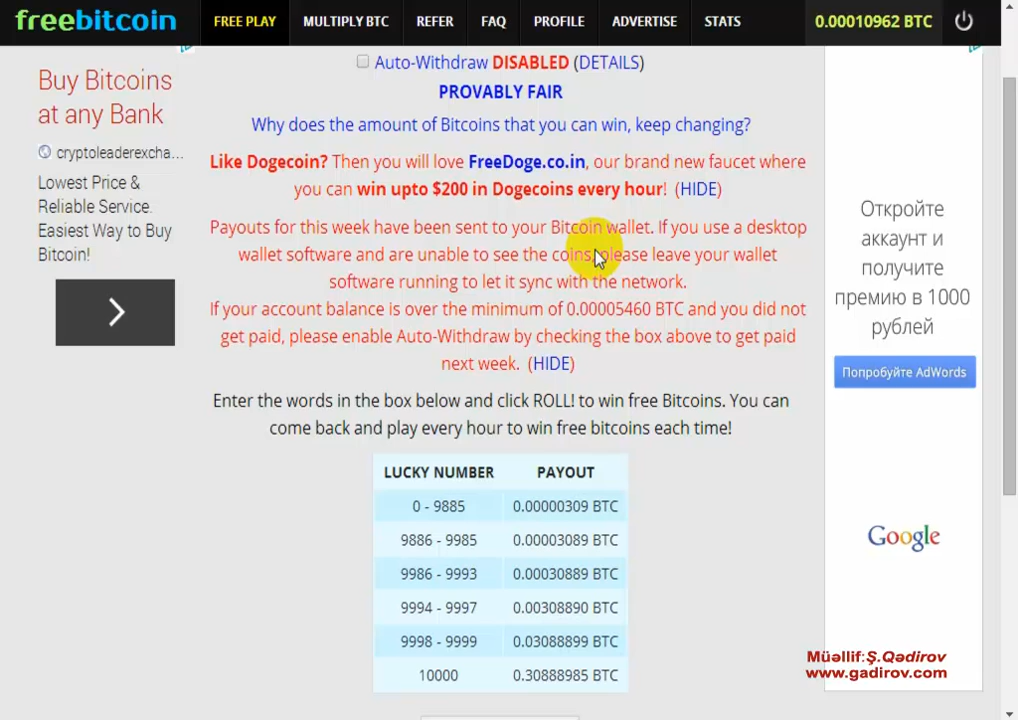 freebitcoin
FREE PLAY
MULTIPLY BTC
REFER
FAQ
PROFILE
ADVERTISE
STATS
0.00010962 BTC
Buy Bitcoins
at any Bank
cryptoleaderexcha...
Lowest Price &
Reliable Service.
Easiest Way to Buy
Bitcoin!
Auto-Withdraw DISABLED (DETAILS)
PROVABLY FAIR
Why does the amount of Bitcoins that you can win, keep changing?
Like Dogecoin? Then you will love FreeDoge.co.in, our brand new faucet where
you can win upto $200 in Dogecoins every hour! (HIDE)
Payouts for this week have been sent to your Bitcoin wallet. If you use a desktop
wallet software and are unable to see the coins, please leave your wallet
software running to let it sync with the network.
If your account balance is over the minimum of 0.00005460 BTC and you did not
get paid, please enable Auto-Withdraw by checking the box above to get paid
next week. (HIDE)
Enter the words in the box below and click ROLL! to win free Bitcoins. You can
come back and play every hour to win free bitcoins each time!
LUCKY NUMBER PAYOUT
0 - 9885 0.00000309 BTC
9886 - 9985 0.00003089 BTC
9986 - 9993 0.00030889 BTC
9994 - 9997 0.00308890 BTC
9998 - 9999 0.03088899 BTC
10000 0.30888985 BTC
Откройте
аккаунт и
получите
премию в 1000
рублей
Попробуйте AdWords
Google
Müəllif:Ş.Qədirov
www.gadirov.com